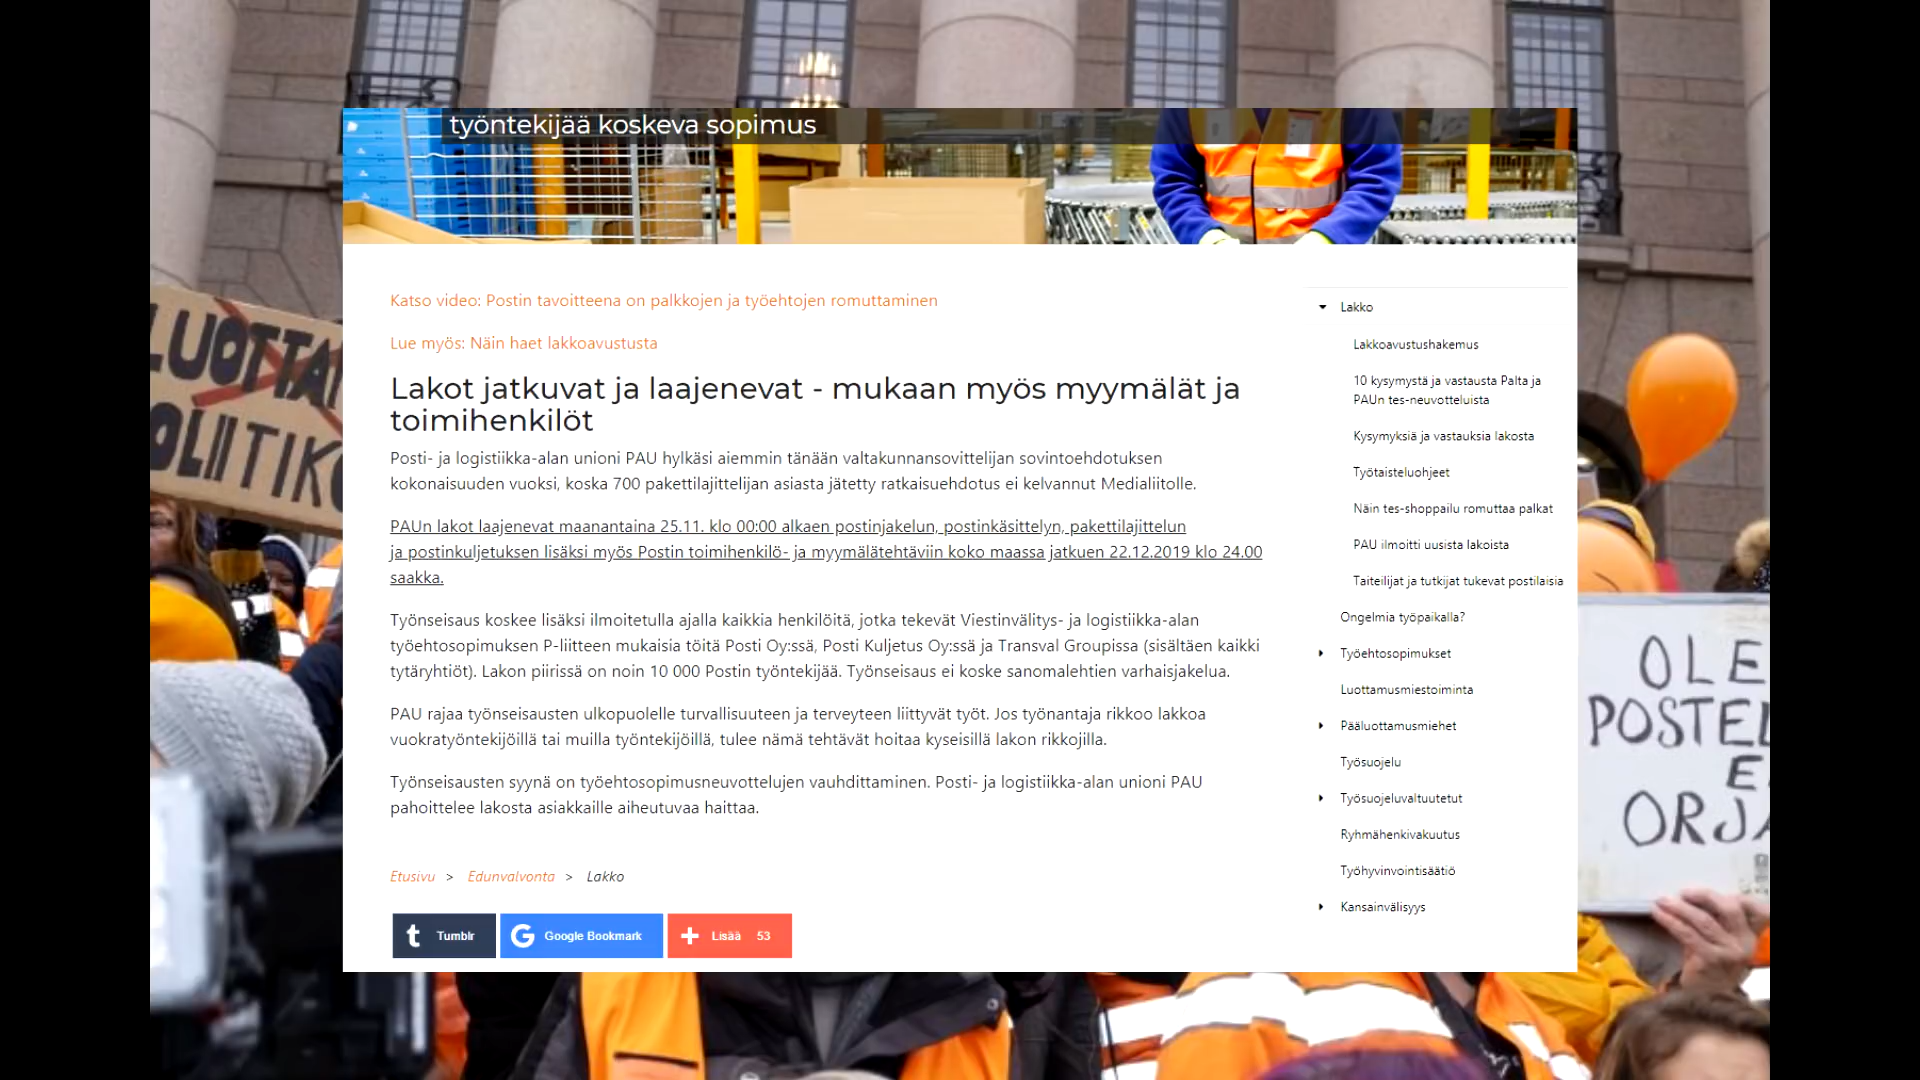 työntekijää koskeva sopimus
Katso video: Postin tavoitteena on palkkojen ja työehtojen romuttaminen
Lue myös: Näin haet lakkoavustusta
Lakot jatkuvat ja laajenevat - mukaan myös myymälät ja
toimihenkilöt
Posti- ja logistiikka-alan unioni PAU hylkäsi aiemmin tänään valtakunnansovittelijan sovintoehdotuksen
kokonaisuuden vuoksi, koska 700 pakettilajittelijan asiasta jätetty ratkaisuehdotus ei kelvannut Medialiitolle.
PAUn lakot laajenevat maanantaina 25.11. klo 00:00 alkaen postinjakelun, postinkäsittelyn, pakettilajittelun
ja postinkuljetuksen lisäksi myös Postin toimihenkilö- ja myymälätehtäviin koko maassa jatkuen 22.12.2019 klo 24.00
saakka.
Työnseisaus koskee lisäksi ilmoitetulla ajalla kaikkia henkilöitä, jotka tekevät Viestinvälitys- ja logistiikka-alan
työehtosopimuksen P-liitteen mukaisia töitä Posti Oy:ssä, Posti Kuljetus Oy:ssä ja Transval Groupissa (sisältäen kaikki
tytäryhtiöt). Lakon piirissä on noin 10 000 Postin työntekijää. Työnseisaus ei koske sanomalehtien varhaisjakelua.
PAU rajaa työnseisausten ulkopuolelle turvallisuuteen ja terveyteen liittyvät työt. Jos työnantaja rikkoo lakkoa
vuokratyöntekijöillä tai muilla työntekijöillä, tulee nämä tehtävät hoitaa kyseisillä lakon rikkojilla.
Työnseisausten syynä on työehtosopimusneuvottelujen vauhdittaminen. Posti- ja logistiikka-alan unioni PAU
pahoittelee lakosta asiakkaille aiheutuvaa haittaa.
Etusivu > Edunvalvonta > Lakko
Tumblr
Google Bookmark
Lisää 53
Lakko
Lakkoavustushakemus
10 kysymystä ja vastausta Palta ja
PAUn tes-neuvotteluista
Kysymyksiä ja vastauksia lakosta
Työtaisteluohjeet
Näin tes-shoppailu romuttaa palkat
PAU ilmoitti uusista lakoista
Taiteilijat ja tutkijat tukevat postilaisia
Ongelmia työpaikalla?
Työehtosopimukset
Luottamusmiestoiminta
Pääluottamusmiehet
Työsuojelu
Työsuojeluvaltuutetut
Ryhmähenkivakuutus
Työhyvinvointisäätiö
Kansainvälisyys
LUOTTA
OLIITIK
OLE
POSTEL
E
ORJA